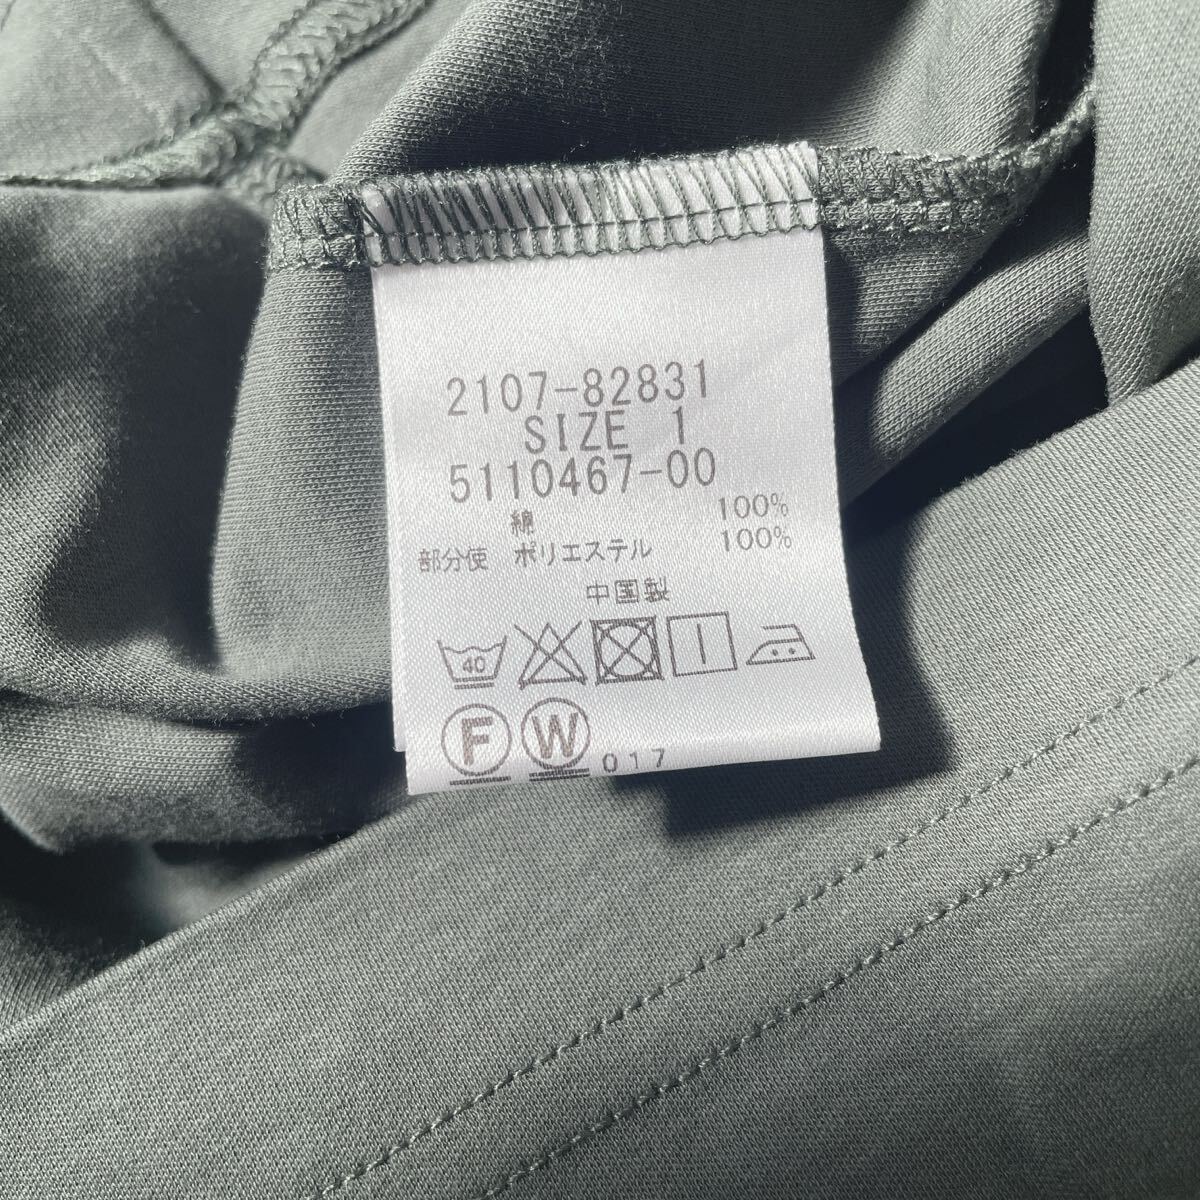 2107-82831
SIZE 1
5110467-00
綿 100%
部分使 ポリエステル 100%
中国製
40
F W 017